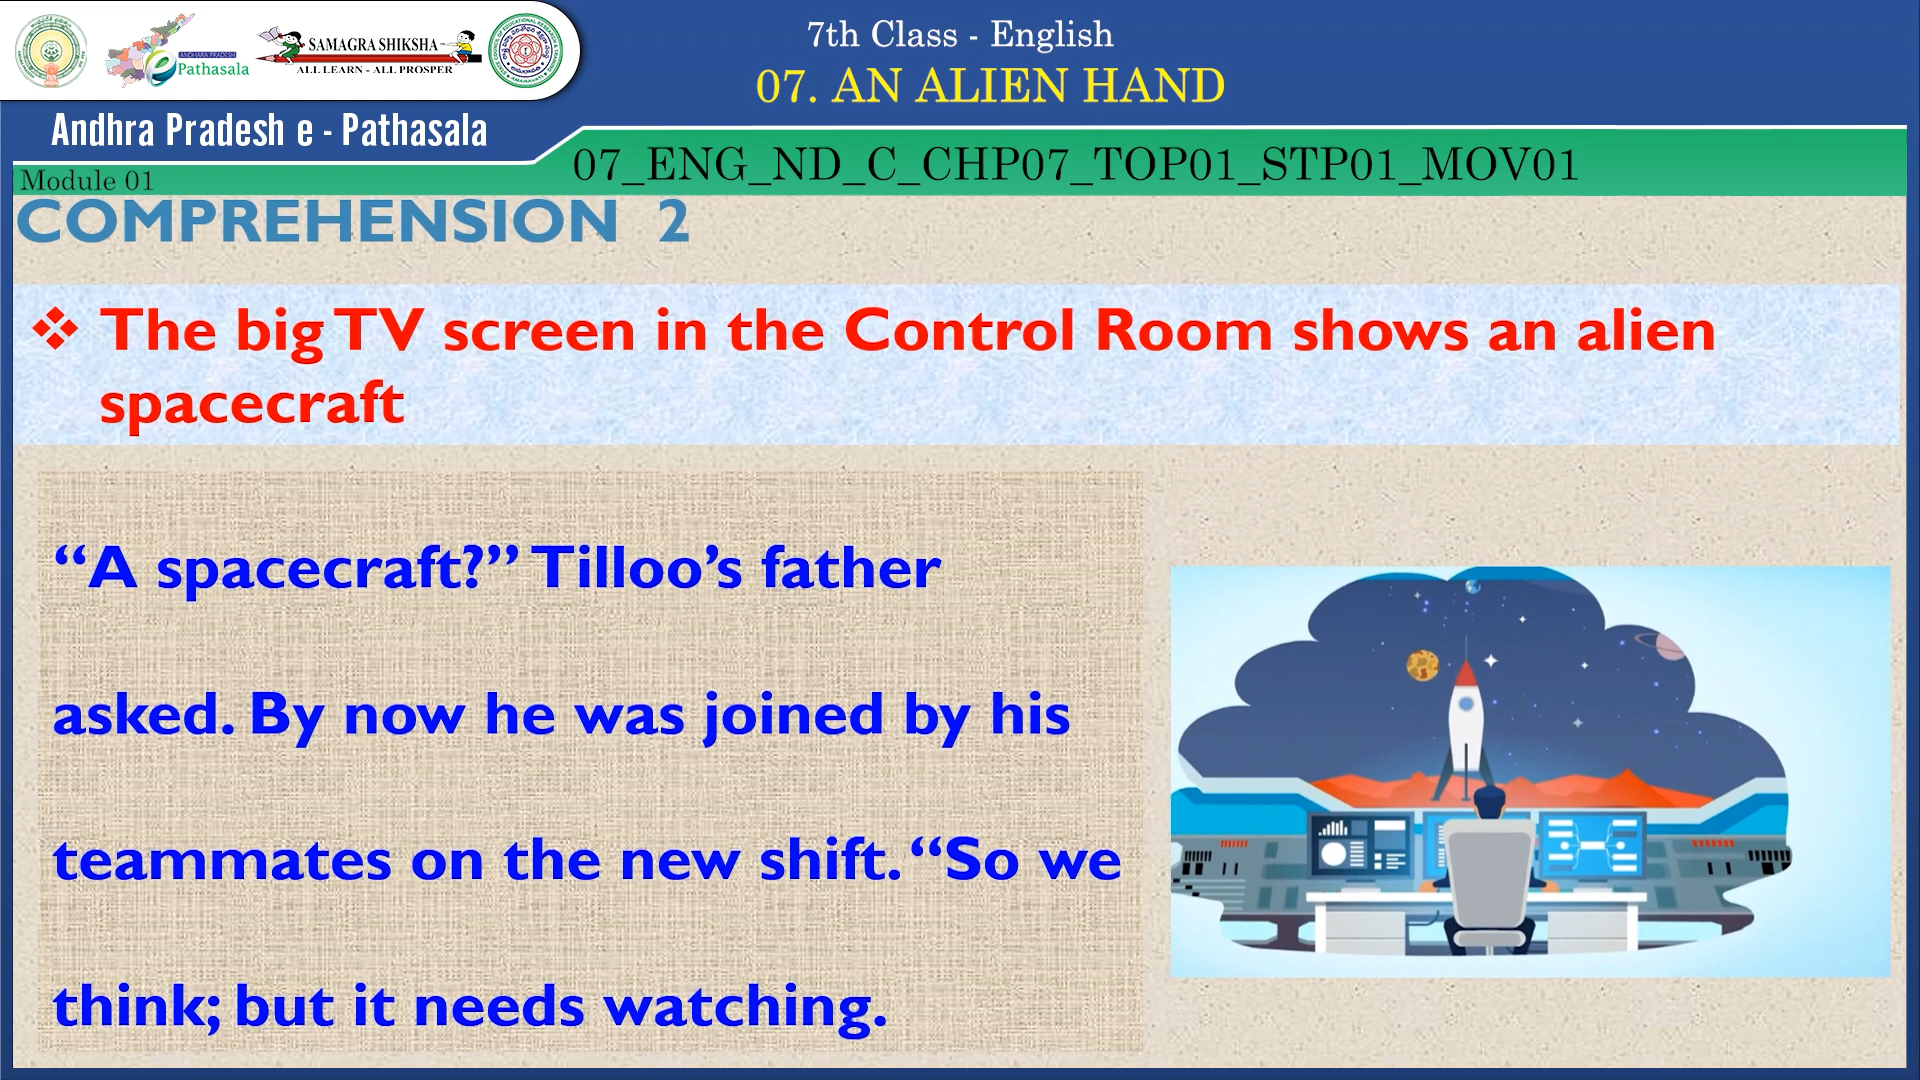 7th Class - English
07. AN ALIEN HAND
ANDHRA PRADESH
e Pathasala
SAMAGRA SHIKSHA
ALL LEARN - ALL PROSPER
Andhra Pradesh e - Pathasala
07_ENG_ND_C_CHP07_TOP01_STP01_MOV01
Module 01
COMPREHENSION 2
❖ The big TV screen in the Control Room shows an alien
spacecraft
“A spacecraft?” Tilloo’s father
asked. By now he was joined by his
teammates on the new shift. “So we
think; but it needs watching.